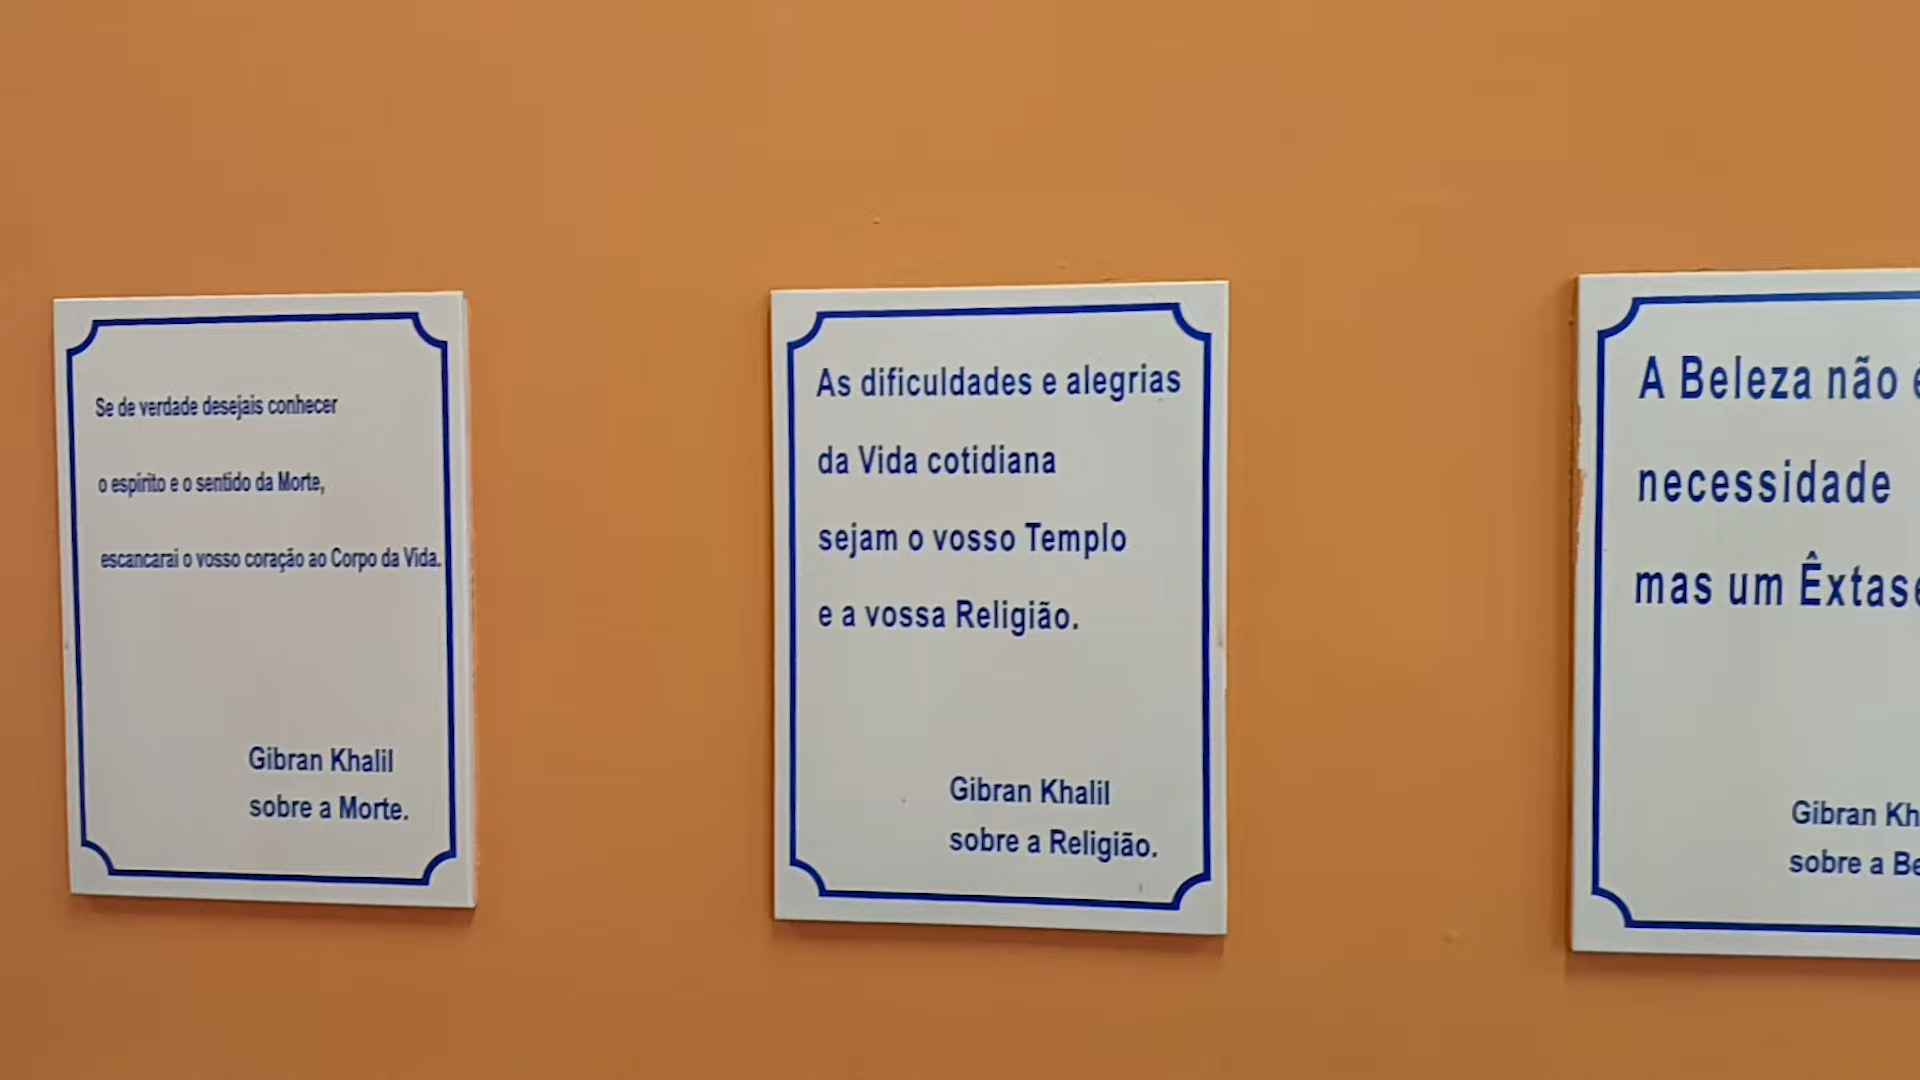 Se de verdade desejais conhecer
o espírito e o sentido da Morte,
escancarai o vosso coração ao Corpo da Vida.
Gibran Khalil
sobre a Morte.
As dificuldades e alegrias
da Vida cotidiana
sejam o vosso Templo
e a vossa Religião.
Gibran Khalil
sobre a Religião.
A Beleza não
necessidade
mas um
Gibran
sobre a